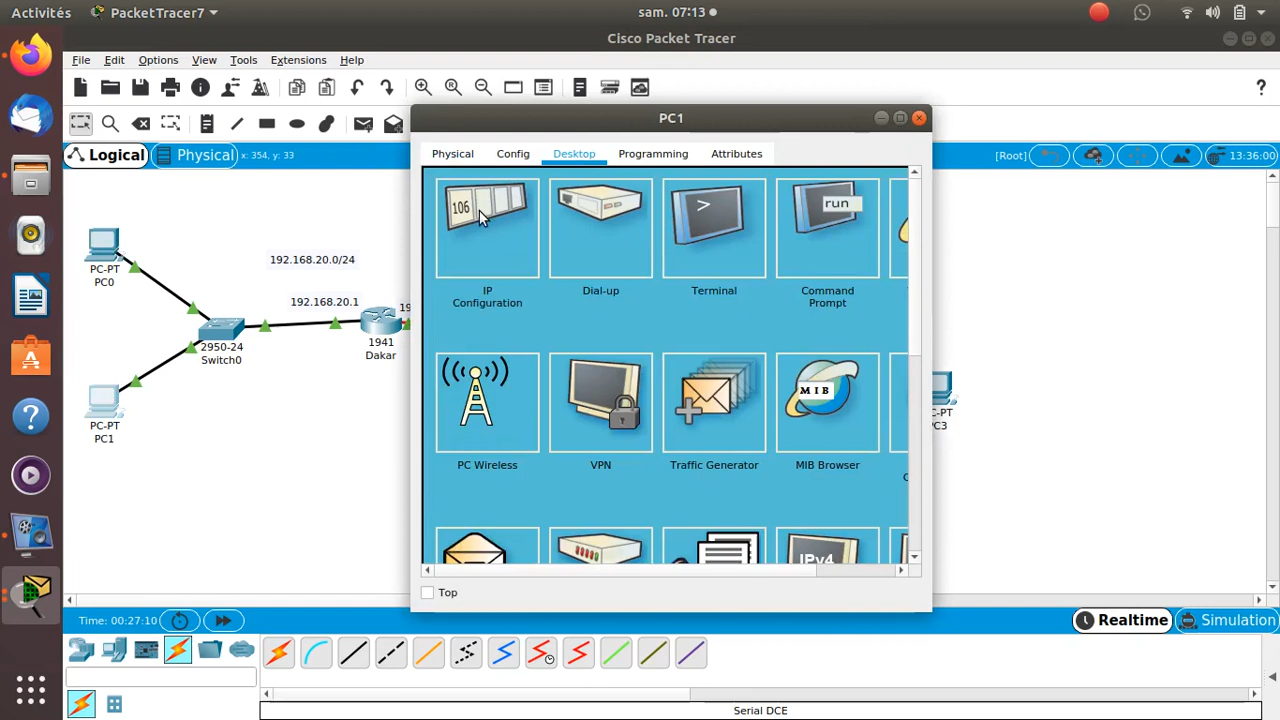 Activités
PacketTracer7
sam. 07:13
Cisco Packet Tracer
File Edit Options View Tools Extensions Help
?
PC1
Logical
Physical
x: 354, y: 33
[Root]
13:36:00
Physical Config Desktop Programming Attributes
106
>
run
IP
Configuration
Dial-up
Terminal
Command
Prompt
MIB
PC Wireless
VPN
Traffic Generator
MIB Browser
IPv4
Top
PC-PT
PC0
192.168.20.0/24
192.168.20.1
19
2950-24
Switch0
1941
Dakar
PC-PT
PC1
C-PT
C3
Time: 00:27:10
Realtime
Simulation
Serial DCE